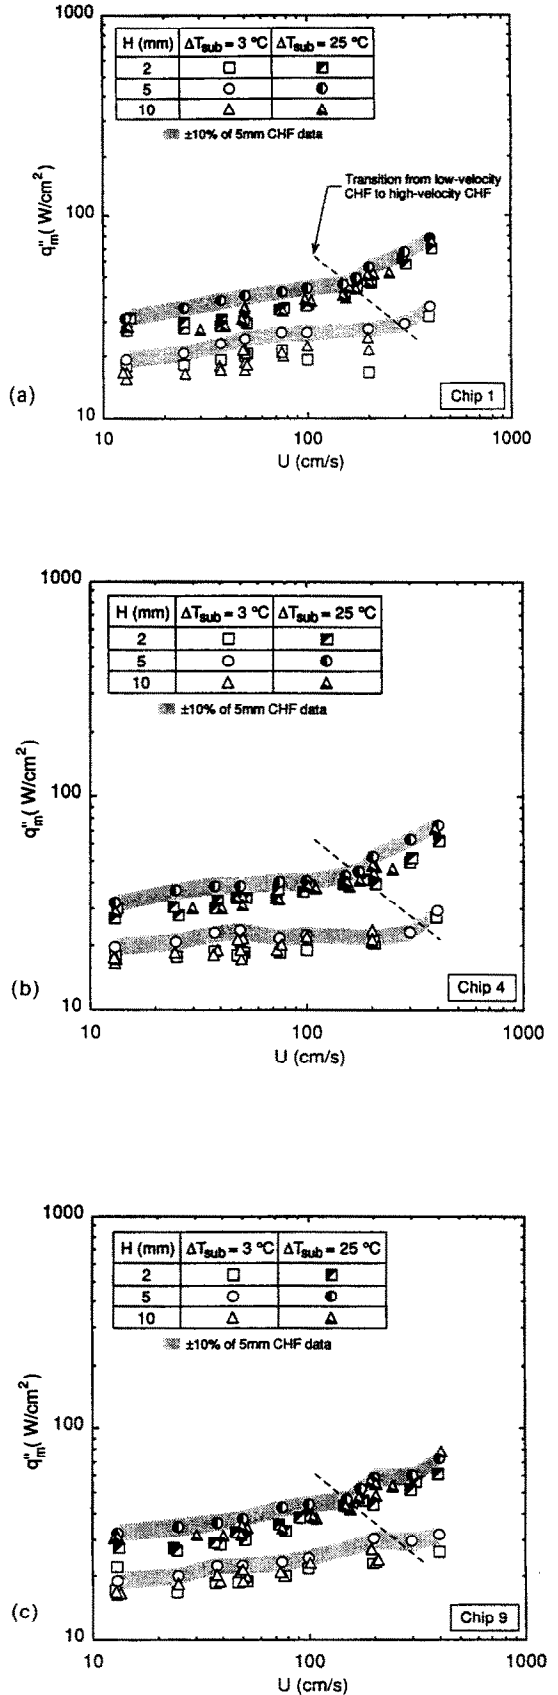 1000
H (mm) ΔTsub = 3 °C ΔTsub = 25 °C
2
5
10
±10% of 5mm CHF data
Transition from low-velocity
CHF to high-velocity CHF
q"m ( W/cm²)
100
(a)
10
Chip 1
10 100 1000
U (cm/s)
1000
H (mm) ΔTsub = 3 °C ΔTsub = 25 °C
2
5
10
±10% of 5mm CHF data
q"m ( W/cm²)
100
(b)
10
Chip 4
10 100 1000
U (cm/s)
1000
H (mm) ΔTsub = 3 °C ΔTsub = 25 °C
2
5
10
±10% of 5mm CHF data
q"m ( W/cm²)
100
(c)
10
Chip 9
10 100 1000
U (cm/s)